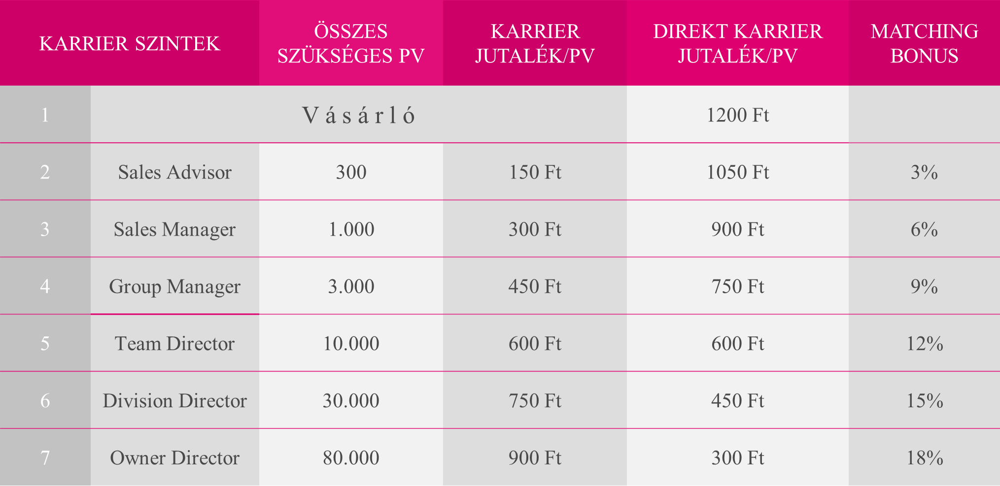 KARRIER SZINTEK
ÖSSZES
SZÜKSÉGES PV
KARRIER
JUTALÉK/PV
DIREKT KARRIER
JUTALÉK/PV
MATCHING
BONUS
1 Vásárló 1200 Ft
2 Sales Advisor 300 150 Ft 1050 Ft 3%
3 Sales Manager 1.000 300 Ft 900 Ft 6%
4 Group Manager 3.000 450 Ft 750 Ft 9%
5 Team Director 10.000 600 Ft 600 Ft 12%
6 Division Director 30.000 750 Ft 450 Ft 15%
7 Owner Director 80.000 900 Ft 300 Ft 18%